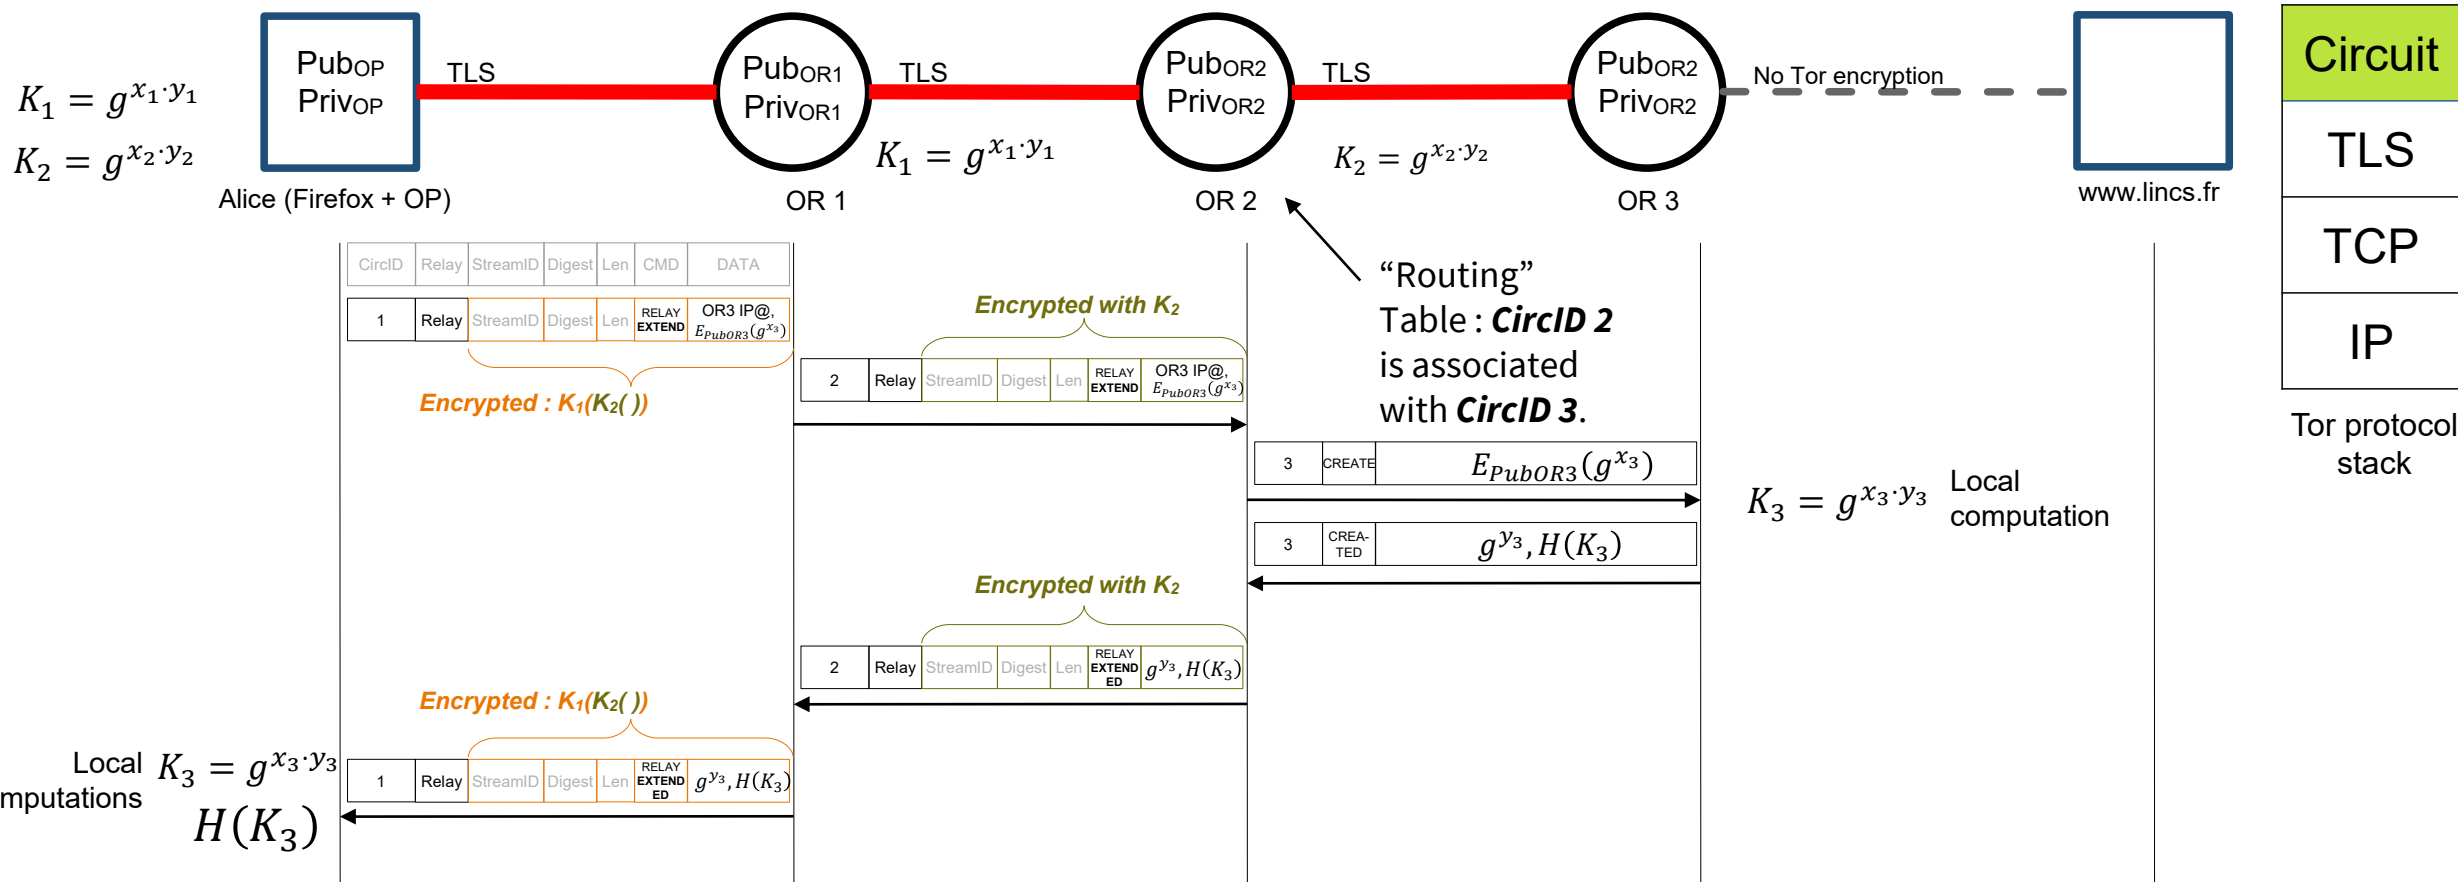 K₁ = g^{x₁·y₁}
K₂ = g^{x₂·y₂}
PubOP
PrivOP
Alice (Firefox + OP)
TLS
PubOR1
PrivOR1
OR 1
TLS
K₁ = g^{x₁·y₁}
PubOR2
PrivOR2
OR 2
TLS
K₂ = g^{x₂·y₂}
PubOR2
PrivOR2
OR 3
No Tor encryption
www.lincs.fr
Circuit
TLS
TCP
IP
Tor protocol
stack
CircID Relay StreamID Digest Len CMD DATA
1 Relay StreamID Digest Len RELAY EXTEND OR3 IP@, E_{PubOR3}(g^{x₃})
Encrypted : K₁(K₂( ))
Encrypted with K₂
2 Relay StreamID Digest Len RELAY EXTEND OR3 IP@, E_{PubOR3}(g^{x₃})
“Routing”
Table : CircID 2
is associated
with CircID 3.
3 CREATE E_{PubOR3}(g^{x₃})
K₃ = g^{x₃·y₃} Local
computation
3 CREA-
TED g^{y₃}, H(K₃)
Encrypted with K₂
2 Relay StreamID Digest Len RELAY EXTEND ED g^{y₃}, H(K₃)
Encrypted : K₁(K₂( ))
1 Relay StreamID Digest Len RELAY EXTEND ED g^{y₃}, H(K₃)
Local K₃ = g^{x₃·y₃}
mputations
H(K₃)